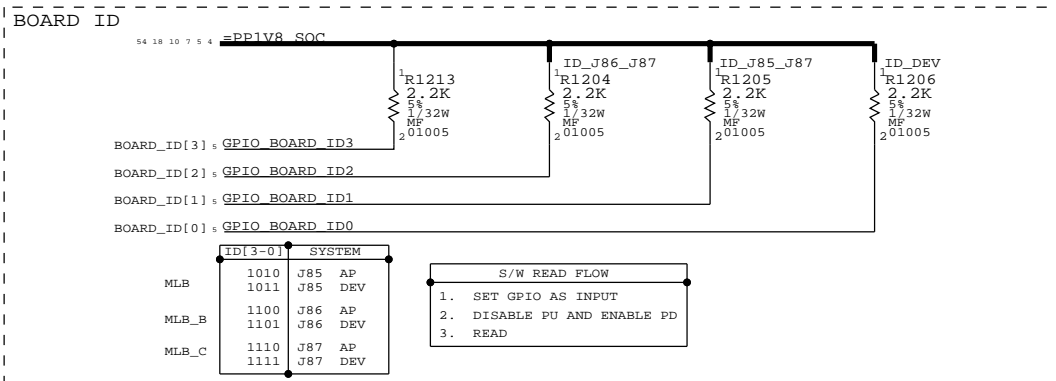 BOARD ID
54 18 10 7 5 4 =PP1V8_SOC
ID_J86_J87 ID_J85_J87 ID_DEV
1 R1213 1 R1204 1 R1205 1 R1206
2.2K 2.2K 2.2K 2.2K
5% 5% 5% 5%
1/32W 1/32W 1/32W 1/32W
MF MF MF MF
2 01005 2 01005 2 01005 2 01005
BOARD_ID[3] 5 GPIO_BOARD_ID3
BOARD_ID[2] 5 GPIO_BOARD_ID2
BOARD_ID[1] 5 GPIO_BOARD_ID1
BOARD_ID[0] 5 GPIO_BOARD_ID0
ID[3-0] SYSTEM
MLB
1010 J85 AP
1011 J85 DEV
MLB_B
1100 J86 AP
1101 J86 DEV
MLB_C
1110 J87 AP
1111 J87 DEV
S/W READ FLOW
1. SET GPIO AS INPUT
2. DISABLE PU AND ENABLE PD
3. READ